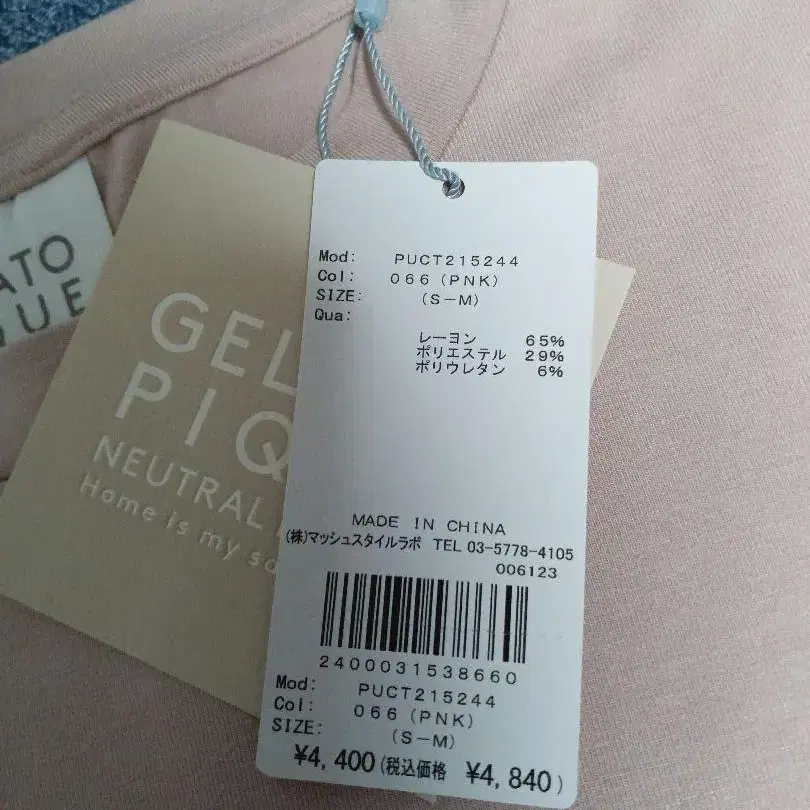 Mod: PUCT215244
Col: 066(PNK)
SIZE: (S-M)
Qua:
レーヨン 65%
ポリエステル 29%
ポリウレタン 6%
MADE IN CHINA
(株)マッシュスタイルラボ TEL 03-5778-4105
006123
2400031538660
Mod: PUCT215244
Col: 066(PNK)
SIZE: (S-M)
¥4,400(税込価格 ¥4,840)
GEL
PIQ
NEUTRAL
Home is my
ATO
QUE